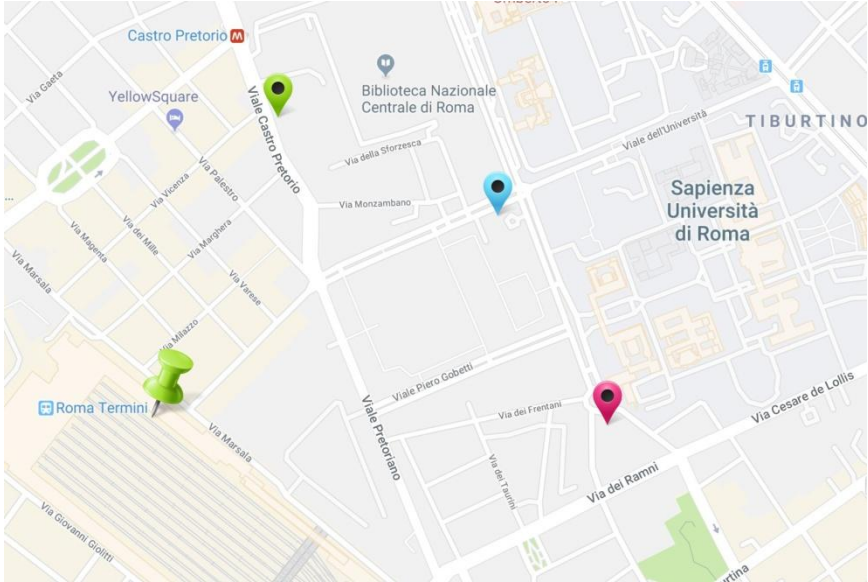 Castro Pretorio M
Via Gaeta
YellowSquare
Viale Castro Pretorio
Biblioteca Nazionale
Centrale di Roma
TIBURTINO
Viale dell'Università
Via della Sforzesca
Via Vicenza
Via Palestro
Via Monzambano
Sapienza
Università
di Roma
Via Magenta
Via dei Mille
Via Marghera
Via Marsala
Via Varese
Via Milazzo
Roma Termini
Via Marsala
Viale Piero Gobetti
Viale Pretoriano
Via dei Frentani
Via Cesare de Lollis
Via dei Taurini
Via dei Ramni
Via Giovanni Giolitti